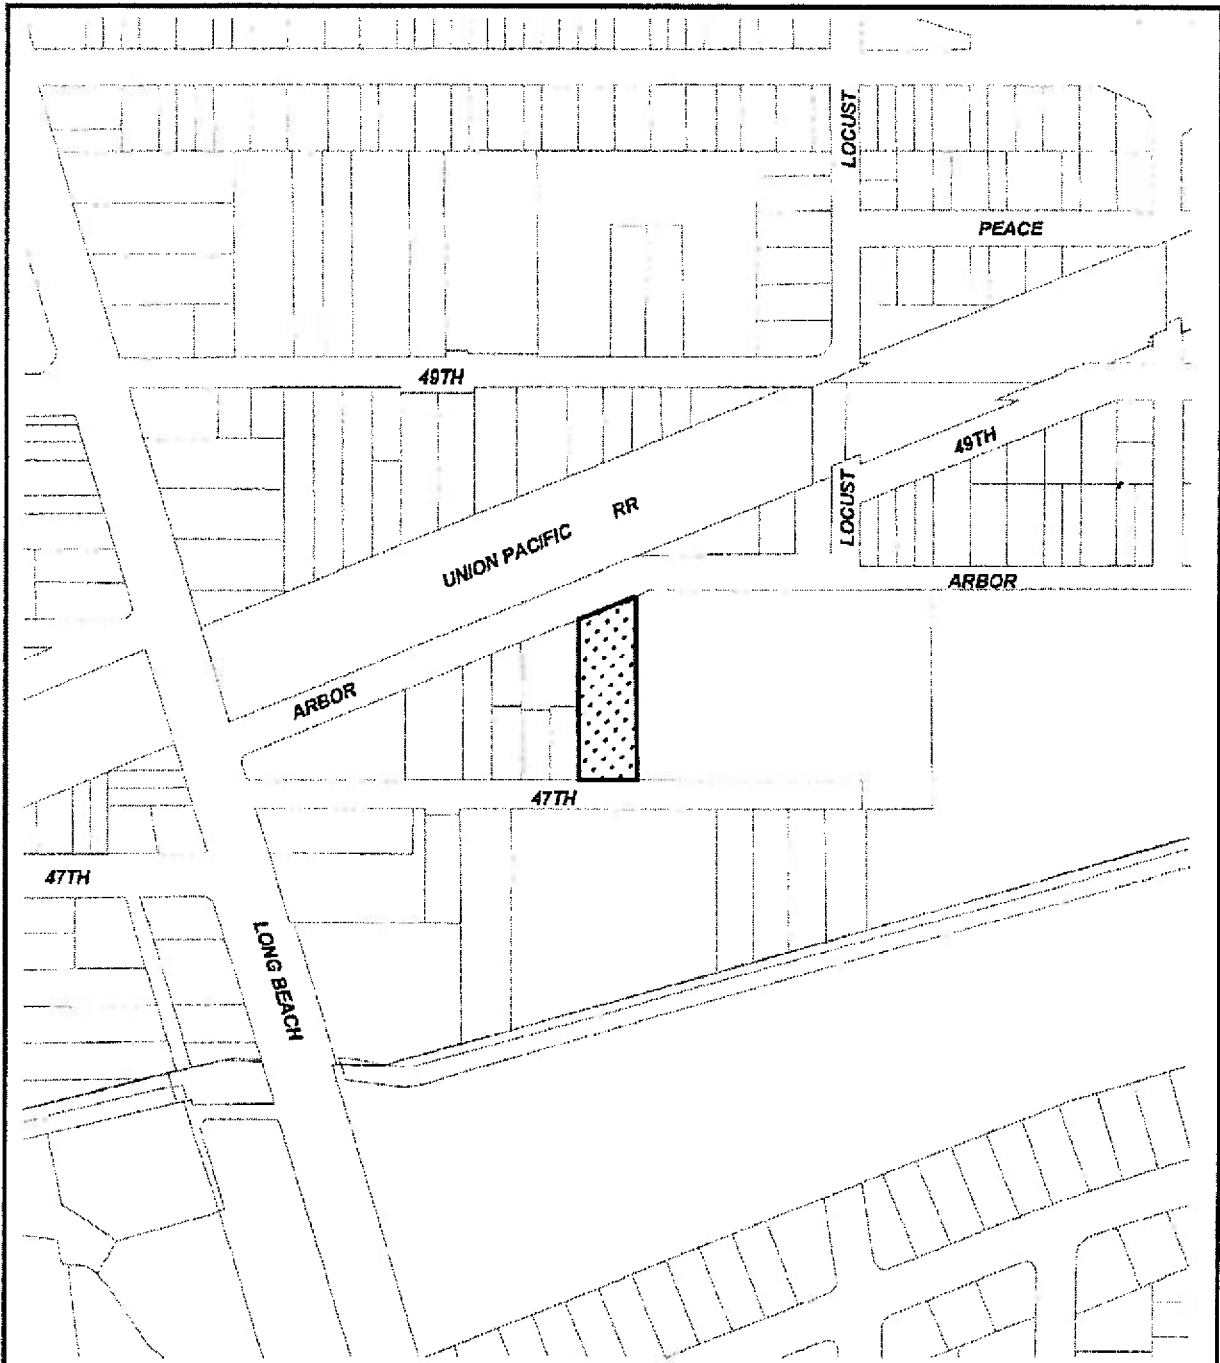 LOCUST
PEACE
49TH
49TH
LOCUST
UNION PACIFIC RR
ARBOR
ARBOR
47TH
47TH
LONG BEACH